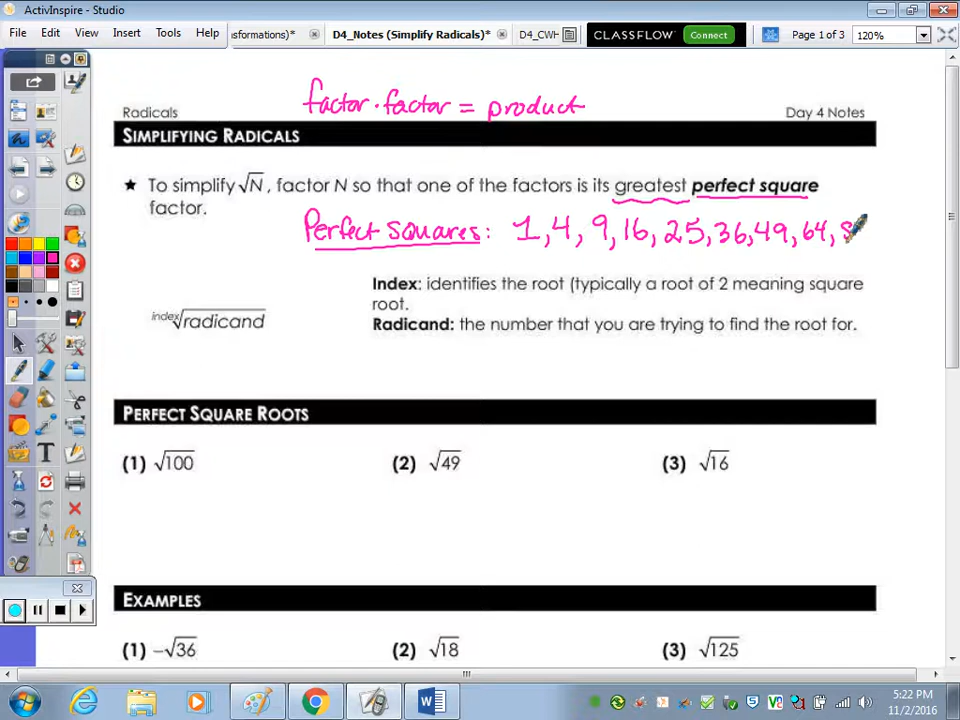 ActivInspire - Studio
File Edit View Insert Tools Help nsformations)* D4_Notes (Simplify Radicals)* D4_CWH CLASSFLOW Connect Page 1 of 3 120%
factor · factor = product
Radicals Day 4 Notes
SIMPLIFYING RADICALS
★ To simplify √N, factor N so that one of the factors is its greatest perfect square
factor.
Perfect Squares: 1, 4, 9, 16, 25, 36, 49, 64,
Index: identifies the root (typically a root of 2 meaning square
root.
index√radicand
Radicand: the number that you are trying to find the root for.
PERFECT SQUARE ROOTS
(1) √100 (2) √49 (3) √16
EXAMPLES
(1) −√36 (2) √18 (3) √125
5:22 PM
11/2/2016